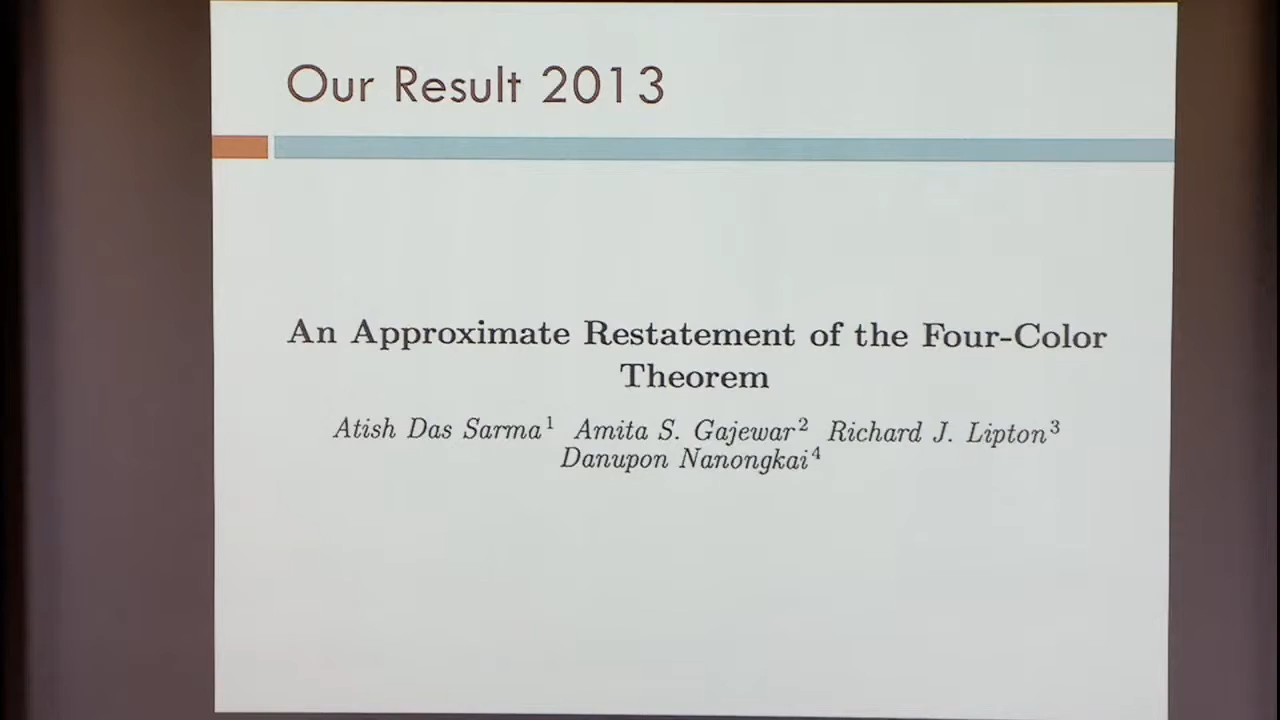 Our Result 2013
An Approximate Restatement of the Four-Color
Theorem
Atish Das Sarma¹ Amita S. Gajewar² Richard J. Lipton³
Danupon Nanongkai⁴